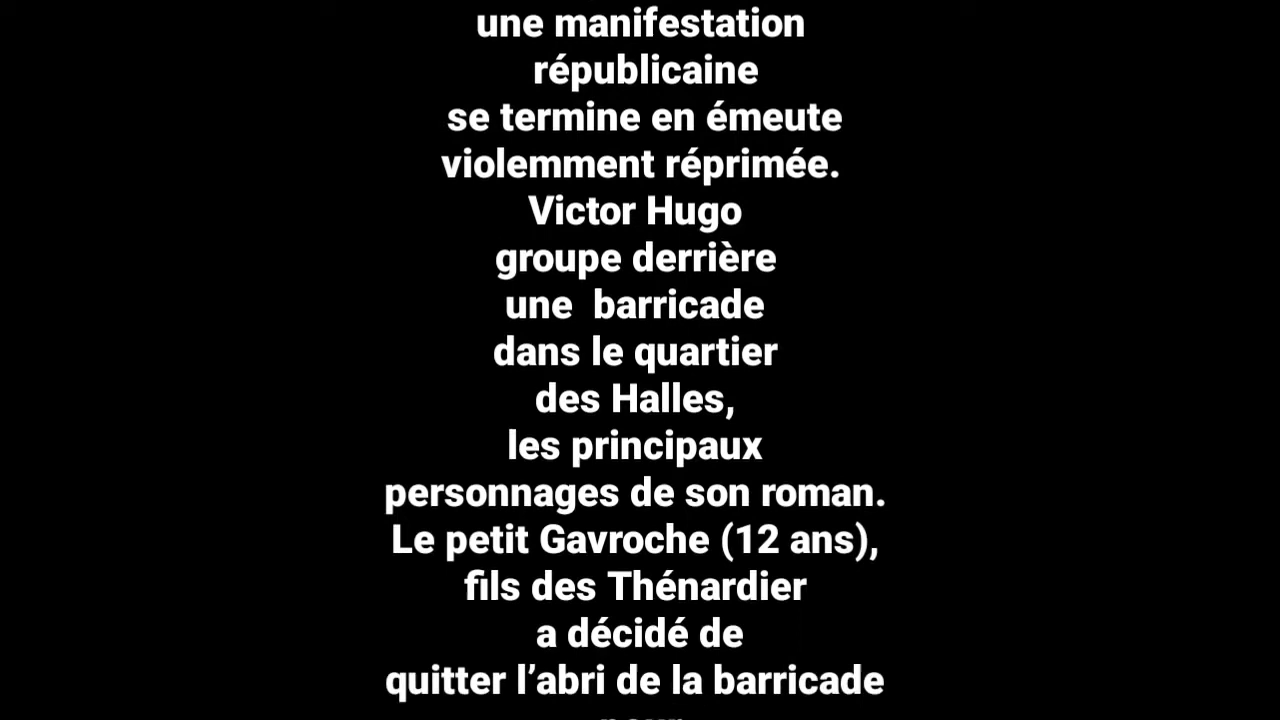 une manifestation
républicaine
se termine en émeute
violemment réprimée.
Victor Hugo
groupe derrière
une  barricade
dans le quartier
des Halles,
les principaux
personnages de son roman.
Le petit Gavroche (12 ans),
fils des Thénardier
a décidé de
quitter l’abri de la barricade